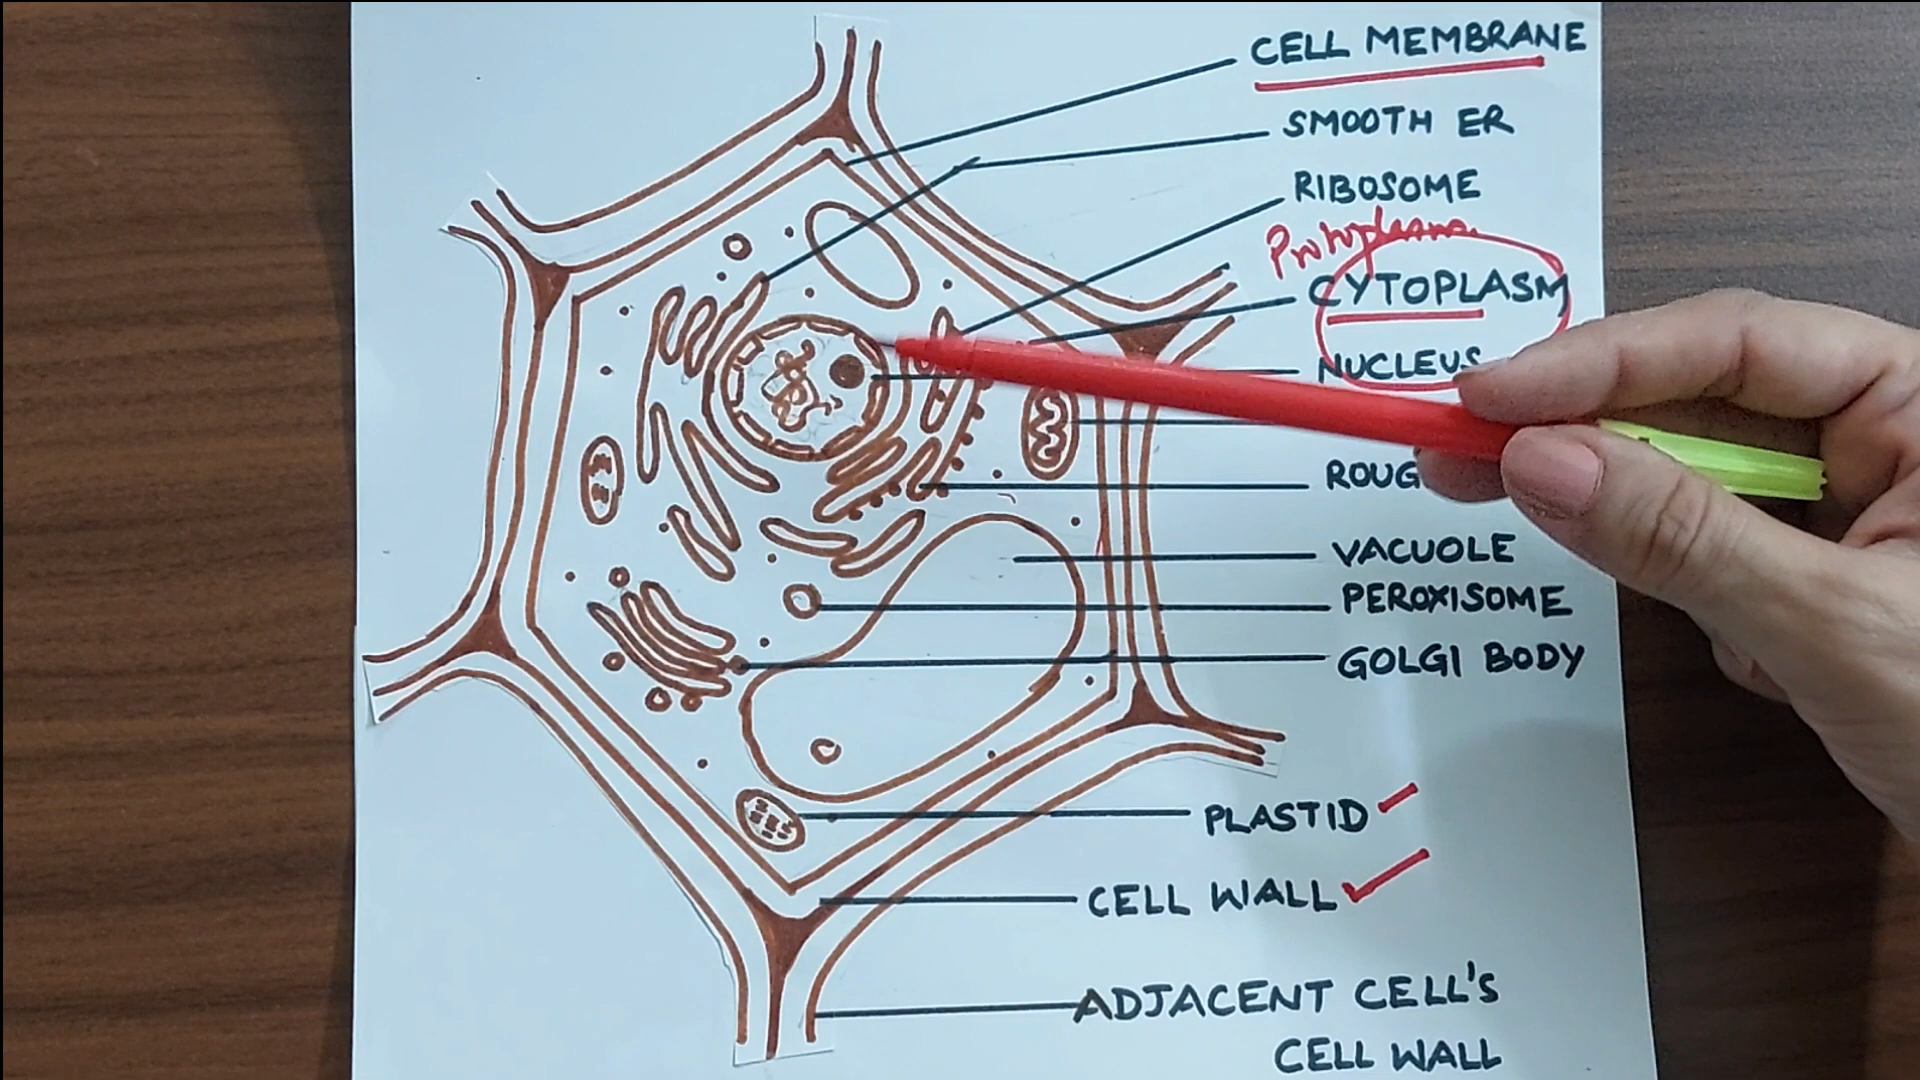 CELL MEMBRANE
SMOOTH ER
RIBOSOME
Protoplasm
CYTOPLASM
NUCLEUS
VACUOLE
PEROXISOME
GOLGI BODY
PLASTID
CELL WALL
ADJACENT CELL'S
CELL WALL